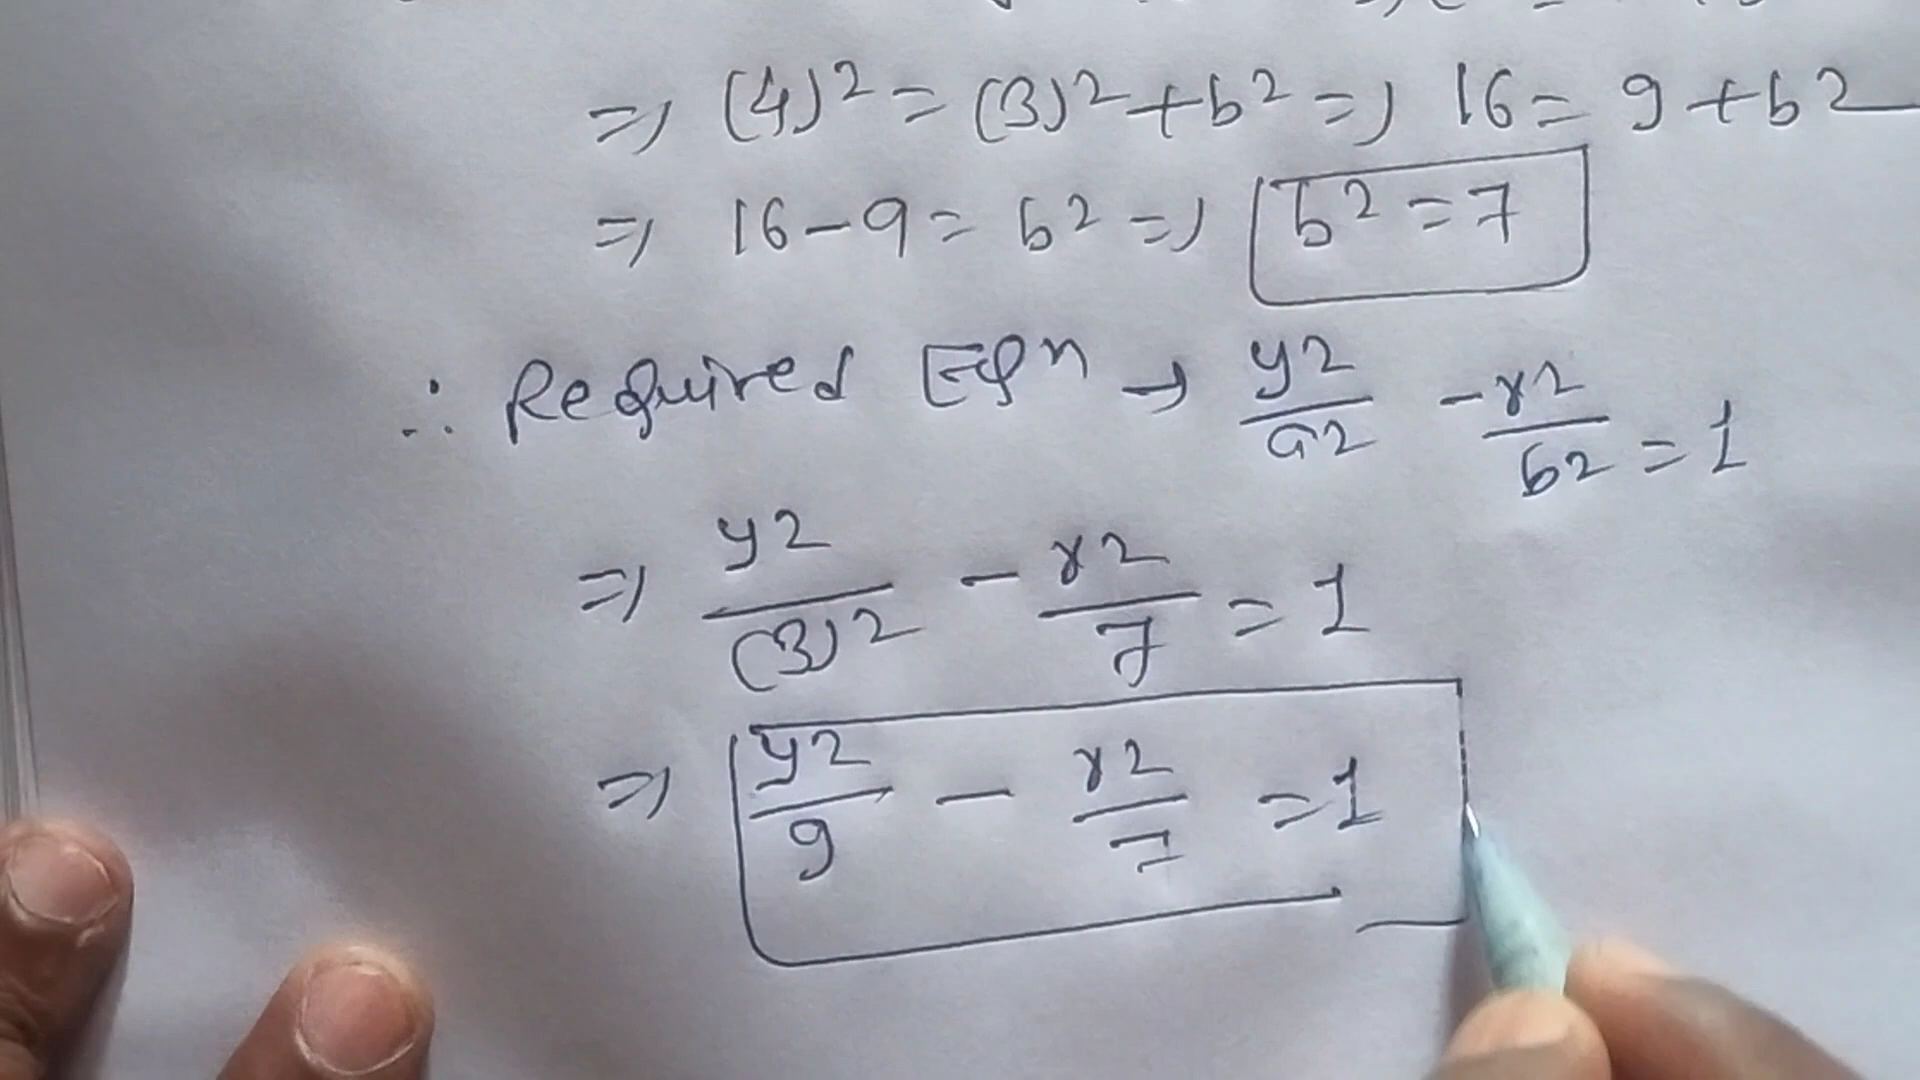 => (4)² = (3)² + b² => 16 = 9 + b²
=> 16 - 9 = b² => b² = 7
∴ Required Eqⁿ → y²/a² - x²/b² = 1
=> y²/(3)² - x²/7 = 1
=> y²/9 - x²/7 = 1